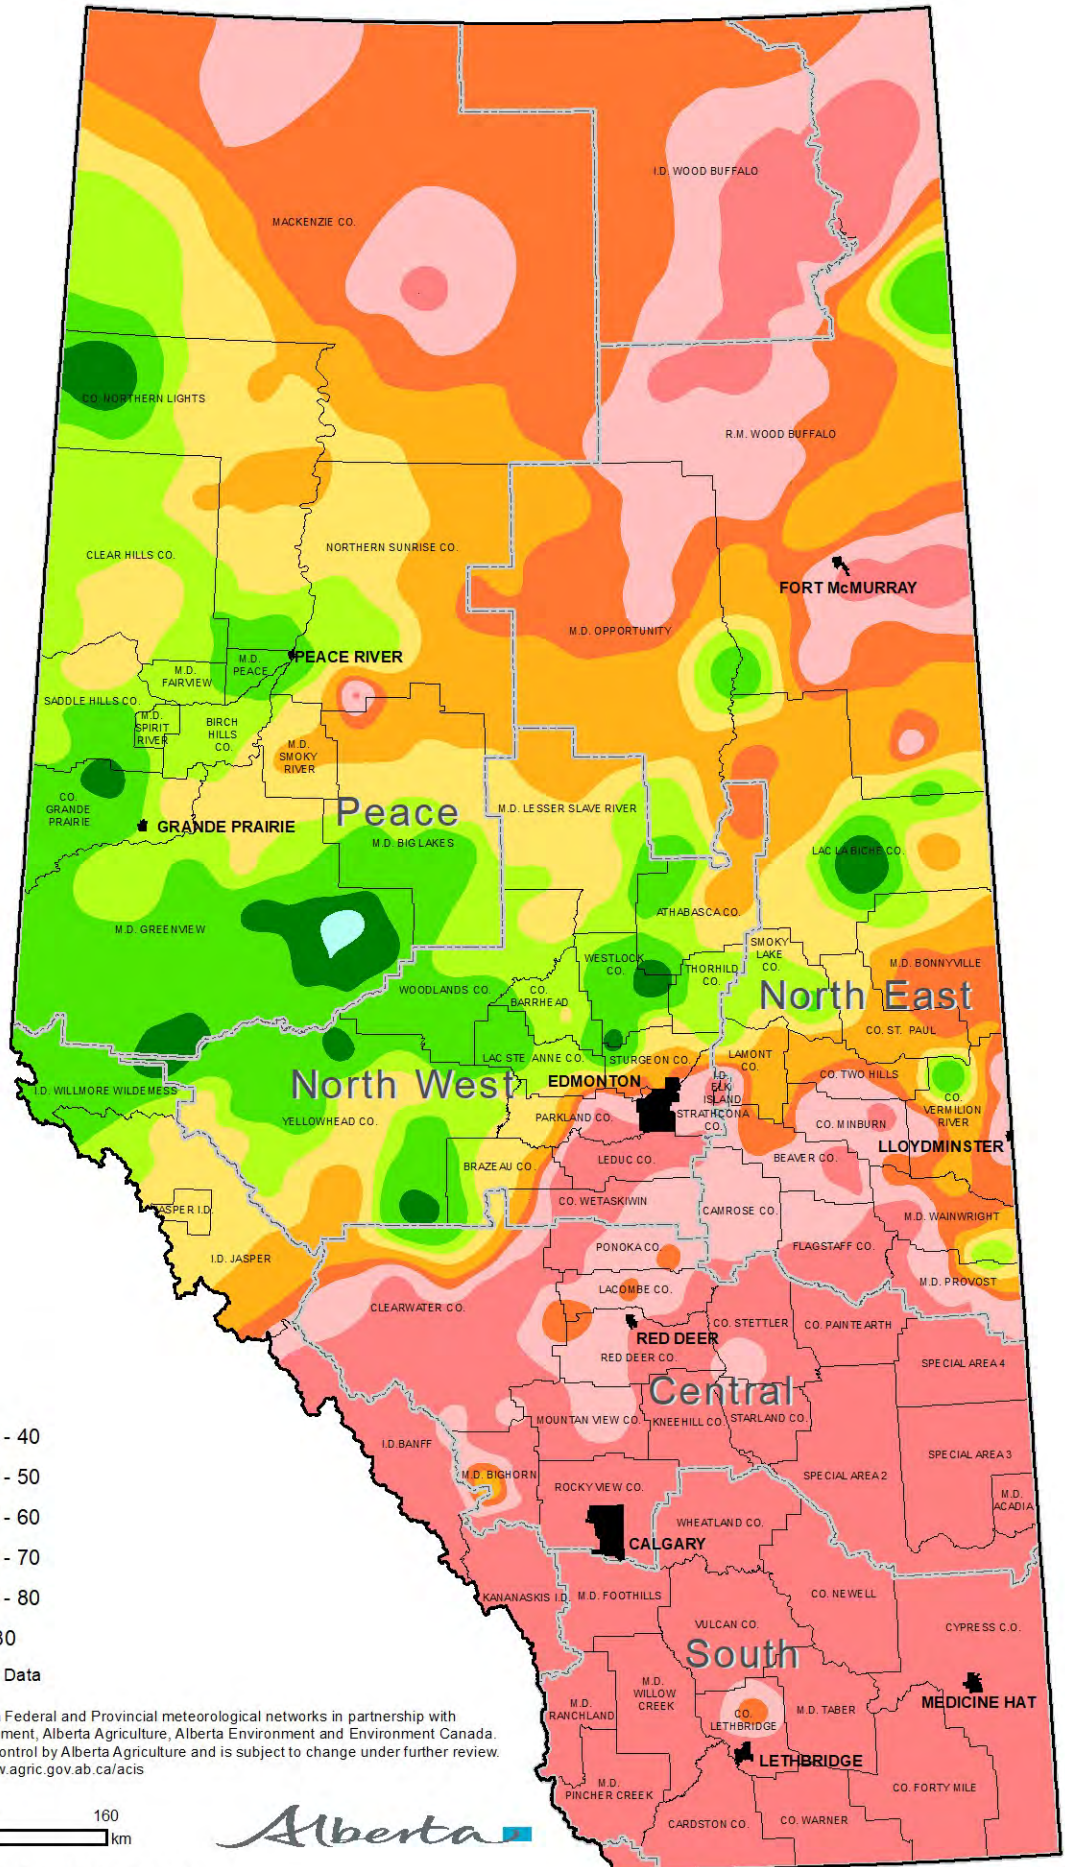 I.D. WOOD BUFFALO
MACKENZIE CO.
CO. NORTHERN LIGHTS
R.M. WOOD BUFFALO
CLEAR HILLS CO.
NORTHERN SUNRISE CO.
FORT McMURRAY
M.D. OPPORTUNITY
PEACE RIVER
M.D.
PEACE
M.D.
FAIRVIEW
SADDLE HILLS CO.
M.D.
SPIRIT
RIVER
BIRCH
HILLS
CO.
M.D.
SMOKY
RIVER
CO.
GRANDE
PRAIRIE
GRANDE PRAIRIE
Peace
M.D. LESSER SLAVE RIVER
M.D. BIG LAKES
LAC LA BICHE CO.
ATHABASCA CO.
M.D. GREENVIEW
SMOKY
LAKE
CO.
WESTLOCK
CO.
THORHILD
CO.
M.D. BONNYVILLE
WOODLANDS CO.
CO.
BARRHEAD
North East
CO. ST. PAUL
LAC STE ANNE CO.
STURGEON CO.
LAMONT
CO.
North West
EDMONTON
I.D.
ELK
ISLAND
CO. TWO HILLS
I.D. WILLMORE WILDERNESS
YELLOWHEAD CO.
PARKLAND CO.
STRATHCONA
CO.
CO. MINBURN
CO.
VERMILION
RIVER
LLOYDMINSTER
BRAZEAU CO.
LEDUC CO.
BEAVER CO.
CO. WETASKIWIN
CAMROSE CO.
M.D. WAINWRIGHT
JASPER I.D.
I.D. JASPER
PONOKA CO.
FLAGSTAFF CO.
M.D. PROVOST
CLEARWATER CO.
LACOMBE CO.
CO. STETTLER
CO. PAINTEARTH
RED DEER
RED DEER CO.
SPECIAL AREA 4
Central
MOUNTAN VIEW CO.
KNEEHILL CO.
STARLAND CO.
I.D.BANFF
M.D. BIGHORN
ROCKY VIEW CO.
SPECIAL AREA 2
SPECIAL AREA 3
M.D.
ACADIA
WHEATLAND CO.
CALGARY
KANANASKIS I.D.
M.D. FOOTHILLS
CO. NEWELL
VULCAN CO.
CYPRESS C.O.
South
M.D.
WILLOW
CREEK
M.D.
RANCHLAND
CO.
LETHBRIDGE
M.D. TABER
MEDICINE HAT
LETHBRIDGE
M.D.
PINCHER CREEK
CO. FORTY MILE
CARDSTON CO.
CO. WARNER
- 40
- 50
- 60
- 70
- 80
Data
Federal and Provincial meteorological networks in partnership with
ment, Alberta Agriculture, Alberta Environment and Environment Canada.
ontrol by Alberta Agriculture and is subject to change under further review.
w.agric.gov.ab.ca/acis
160
km
Alberta